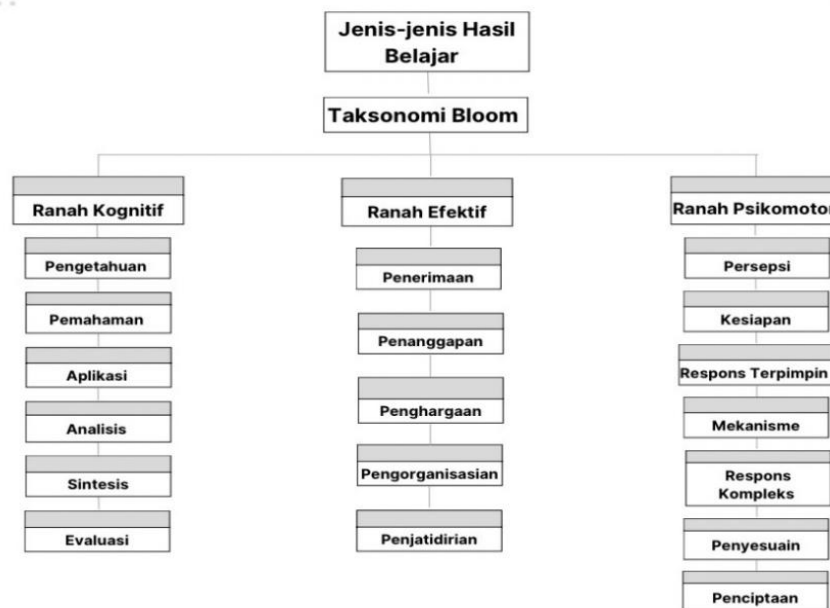 Jenis-jenis Hasil
Belajar
Taksonomi Bloom
Ranah Kognitif
Pengetahuan
Pemahaman
Aplikasi
Analisis
Sintesis
Evaluasi
Ranah Efektif
Penerimaan
Penanggapan
Penghargaan
Pengorganisasian
Penjatidirian
Ranah Psikomotor
Persepsi
Kesiapan
Respons Terpimpin
Mekanisme
Respons
Kompleks
Penyesuain
Penciptaan